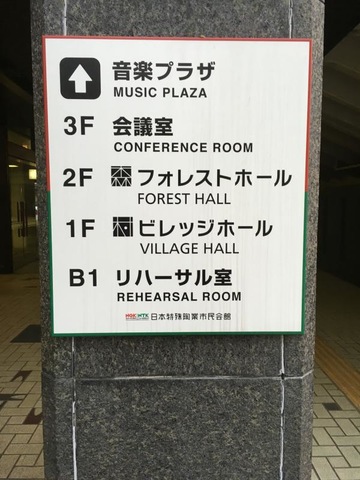 音楽プラザ
MUSIC PLAZA
3F 会議室
CONFERENCE ROOM
2F フォレストホール
FOREST HALL
1F ビレッジホール
VILLAGE HALL
B1 リハーサル室
REHEARSAL ROOM
NGK NTK 日本特殊陶業市民会館